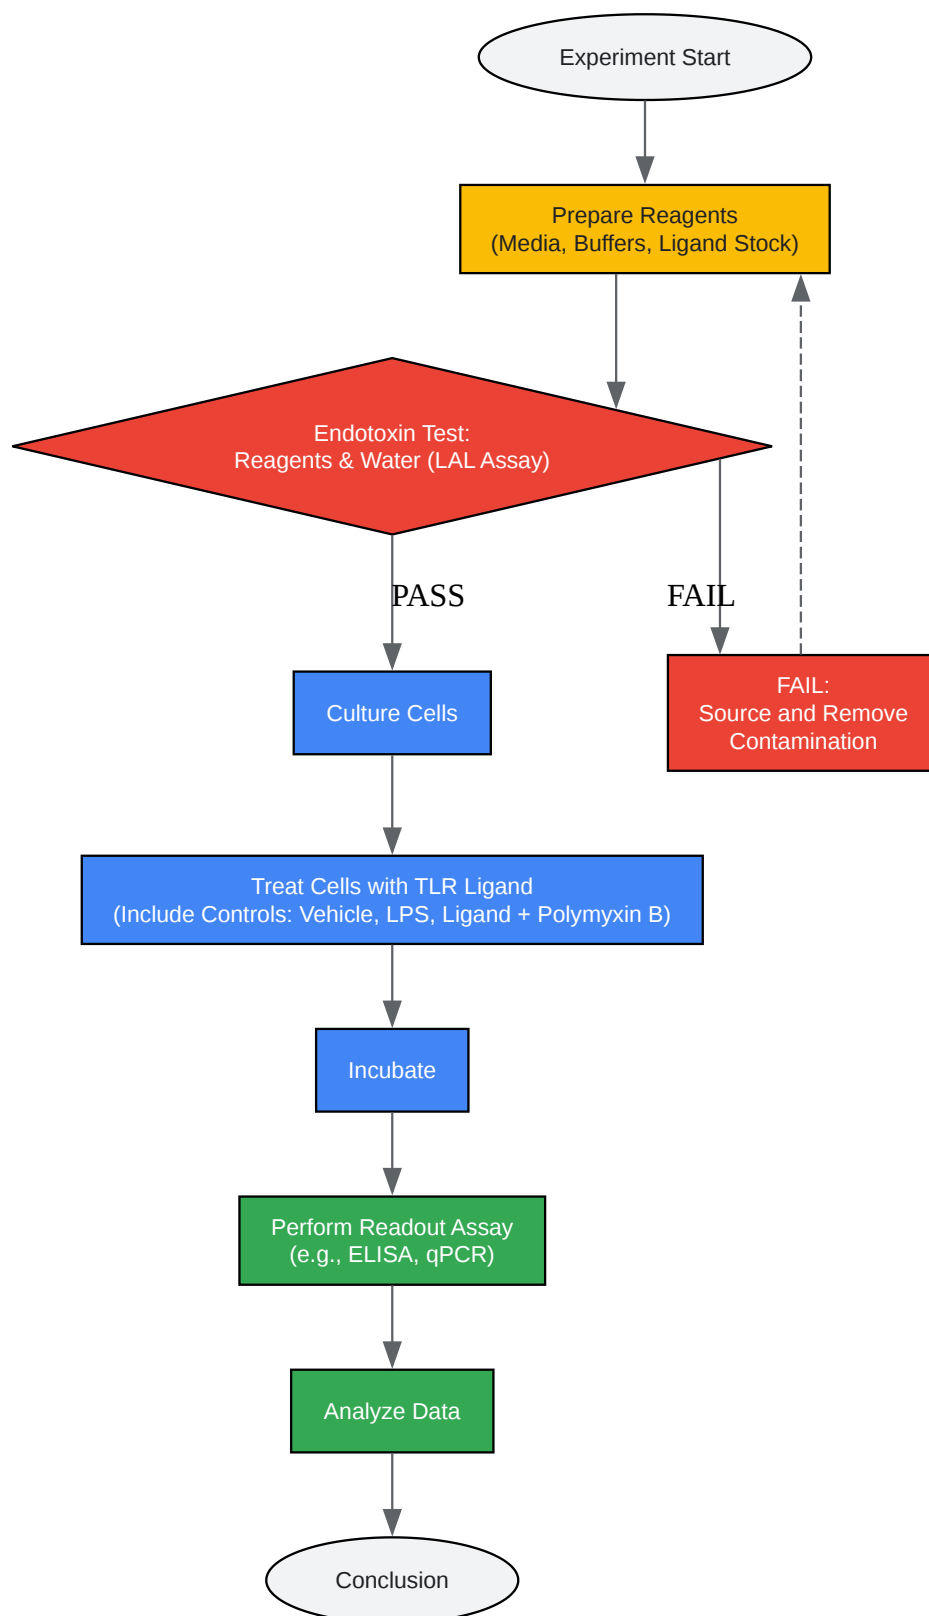 Experiment Start
Prepare Reagents
(Media, Buffers, Ligand Stock)
Endotoxin Test:
Reagents & Water (LAL Assay)
PASS
FAIL
FAIL:
Source and Remove
Contamination
Culture Cells
Treat Cells with TLR Ligand
(Include Controls: Vehicle, LPS, Ligand + Polymyxin B)
Incubate
Perform Readout Assay
(e.g., ELISA, qPCR)
Analyze Data
Conclusion